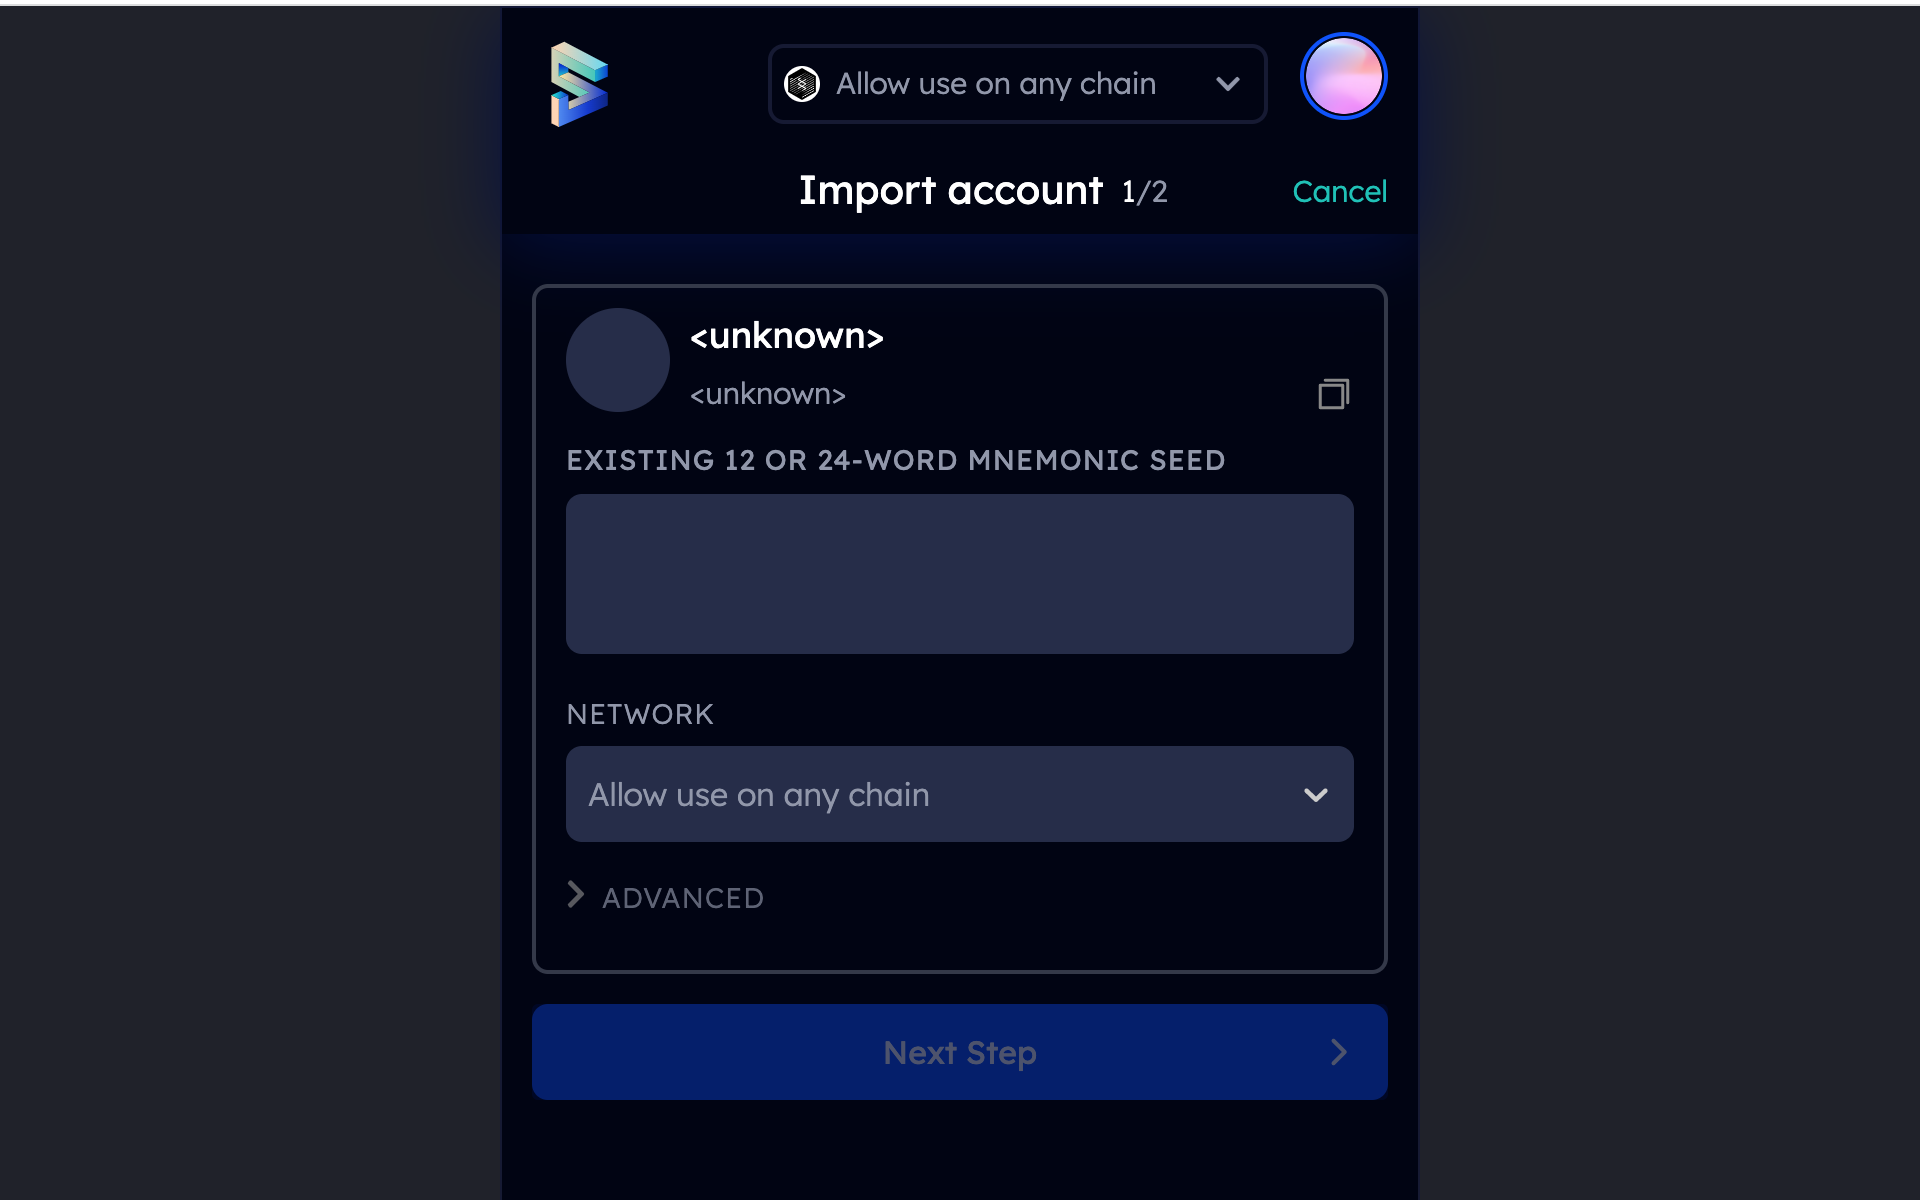 Allow use on any chain
Import account 1/2
Cancel
<unknown>
<unknown>
EXISTING 12 OR 24-WORD MNEMONIC SEED
NETWORK
Allow use on any chain
ADVANCED
Next Step